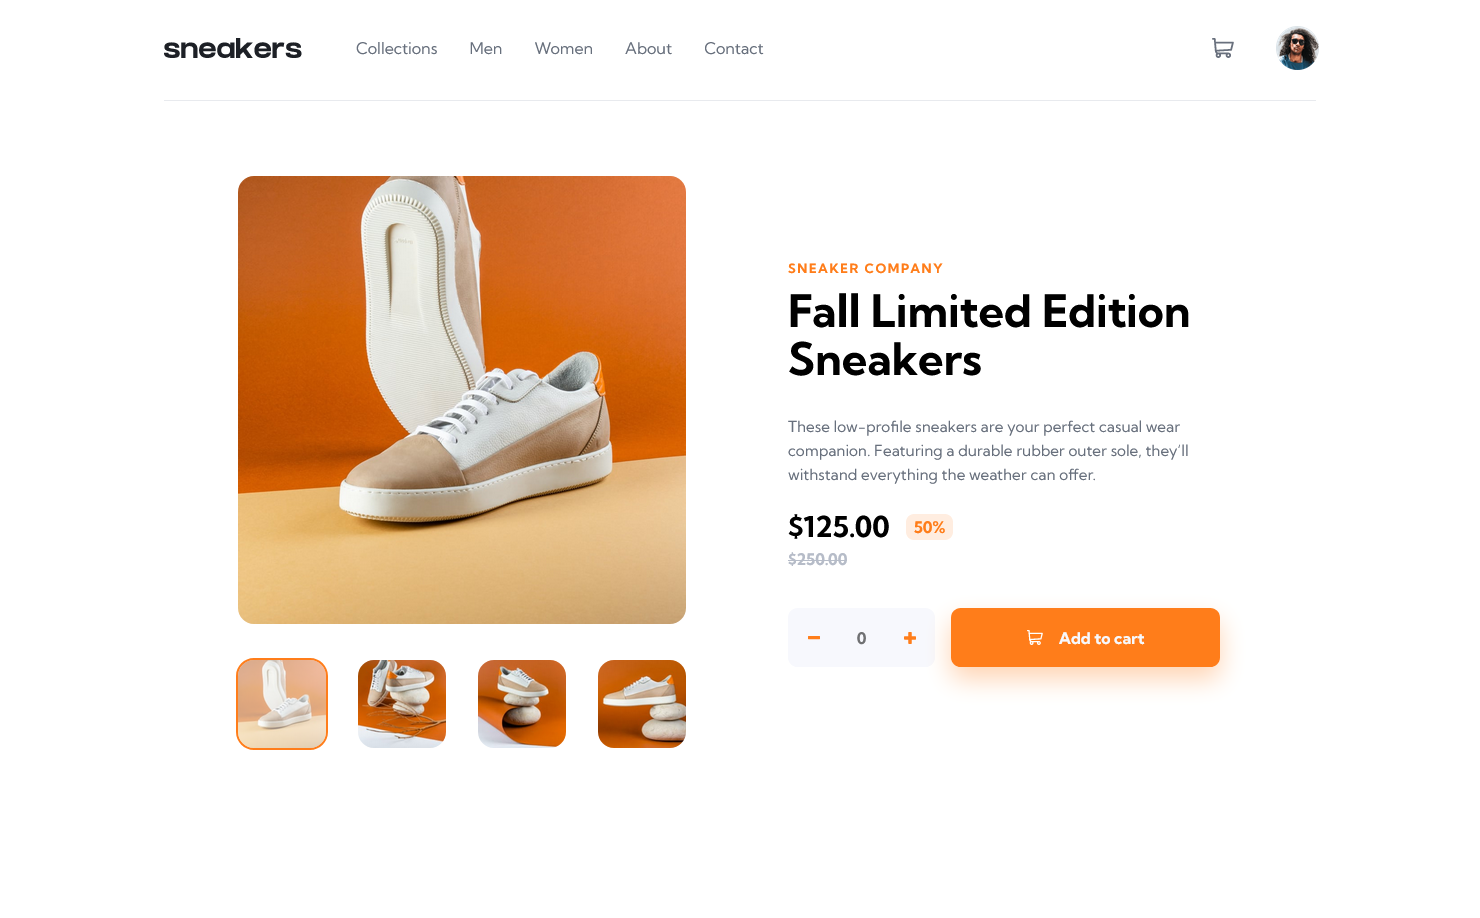 sneakers Collections Men Women About Contact
SNEAKER COMPANY
Fall Limited Edition
Sneakers
These low-profile sneakers are your perfect casual wear
companion. Featuring a durable rubber outer sole, they’ll
withstand everything the weather can offer.
$125.00 50%
$250.00
0 Add to cart